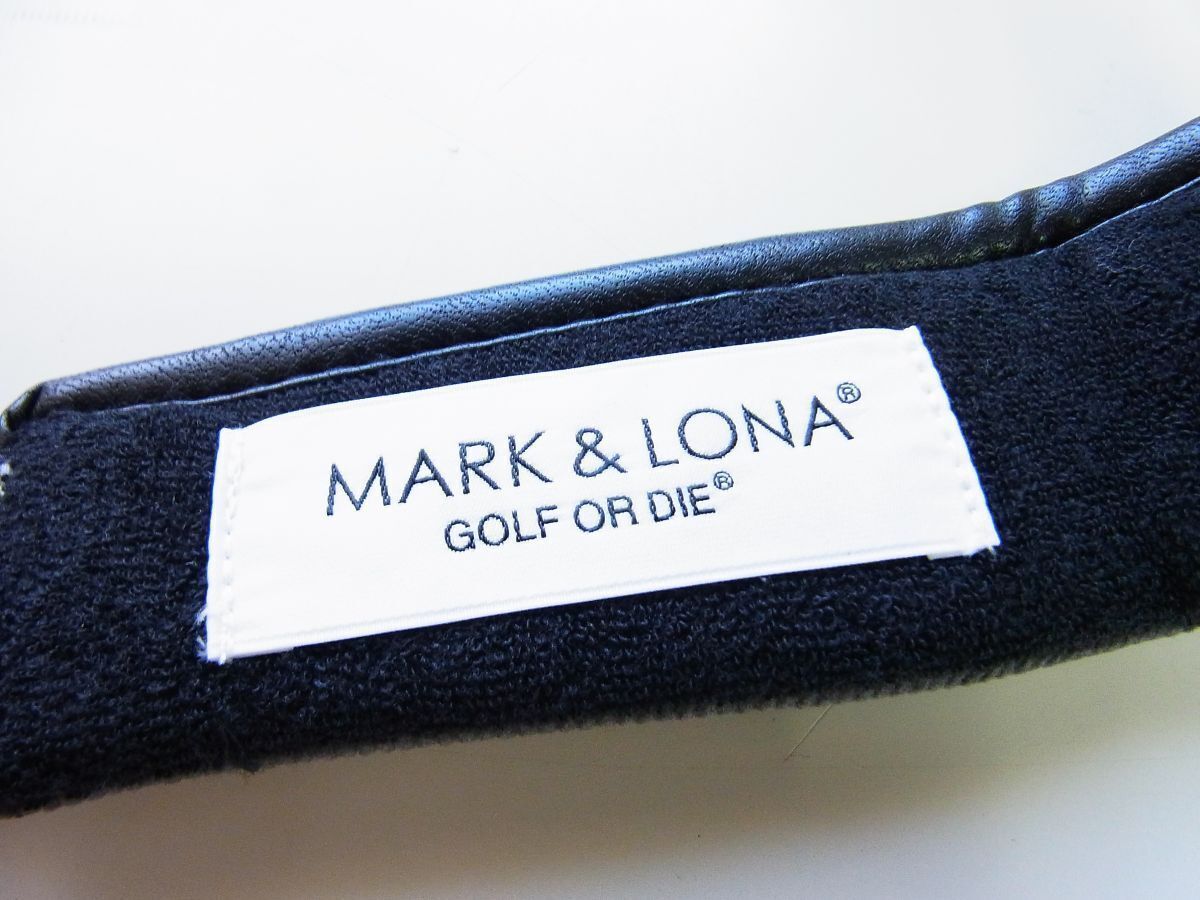 MARK & LONA®
GOLF OR DIE®